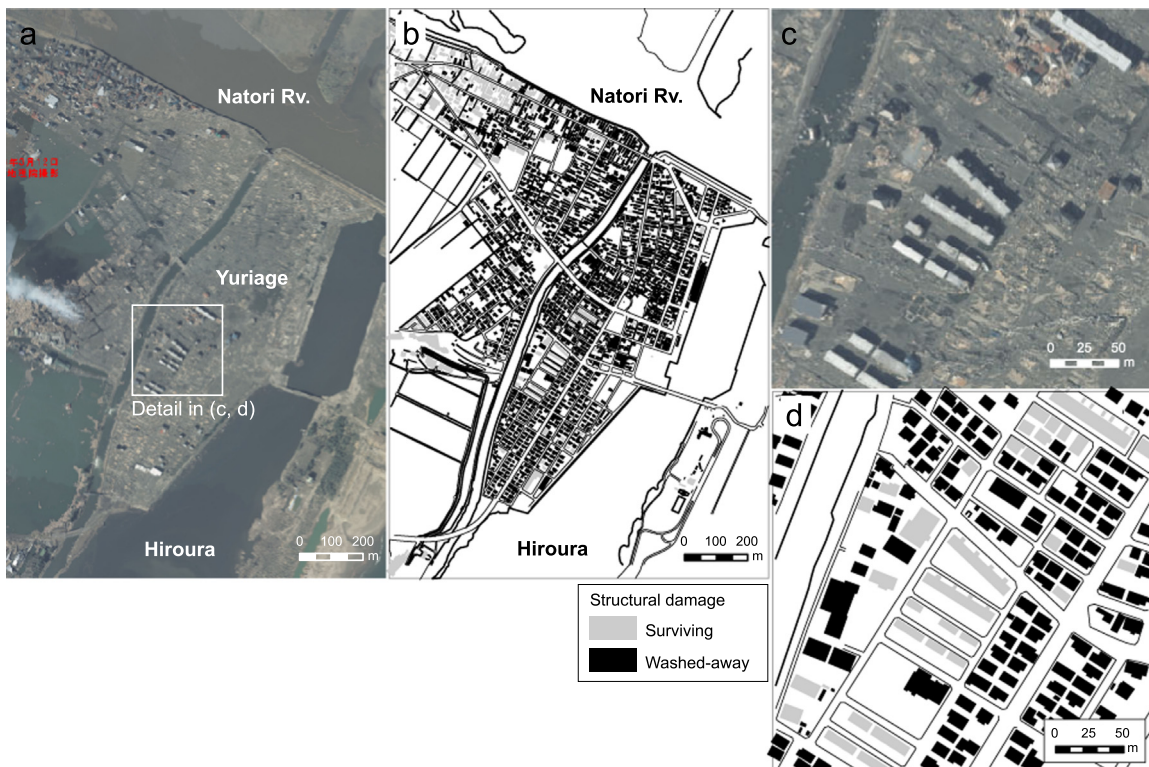 a
Natori Rv.
Yuriage
Detail in (c, d)
Hiroura
0 100 200
m
b
Natori Rv.
Hiroura
0 100 200
m
Structural damage
Surviving
Washed-away
c
0 25 50
m
d
0 25 50
m